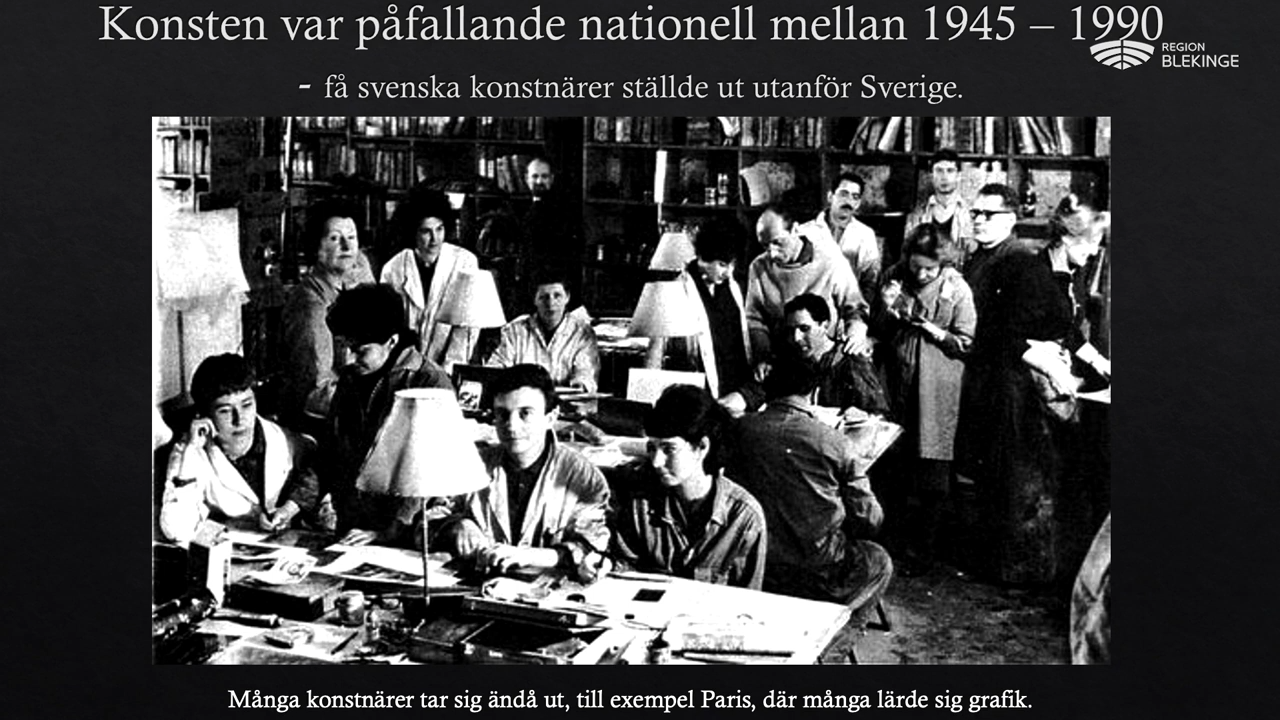 Konsten var påfallande nationell mellan 1945 – 1990
REGION
BLEKINGE
- få svenska konstnärer ställde ut utanför Sverige.
Många konstnärer tar sig ändå ut, till exempel Paris, där många lärde sig grafik.